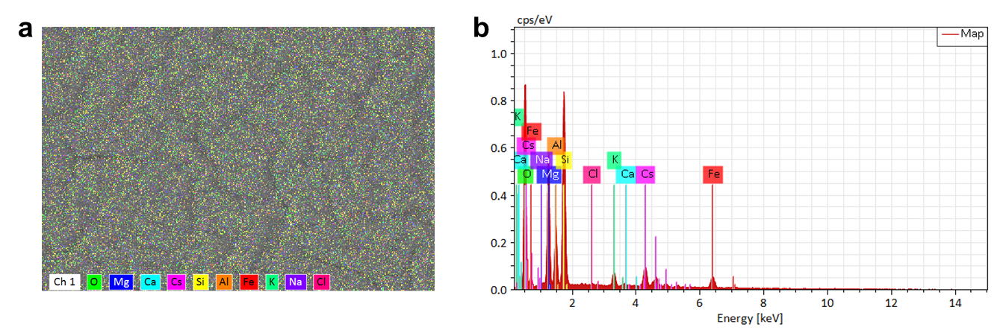 a
Ch 1 O Mg Ca Cs Si Al Fe K Na Cl
b
cps/eV
Map
1.0
0.8
0.6
0.4
0.2
0.0
K
Fe
Cs Al
Ca Na Si K
O Mg Cl Ca Cs Fe
2 4 6 8 10 12 14
Energy [keV]